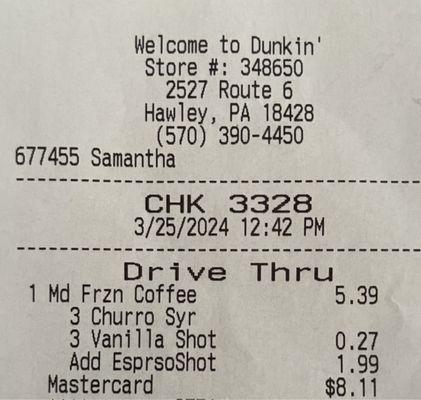 Welcome to Dunkin'
Store #: 348650
2527 Route 6
Hawley, PA 18428
(570) 390-4450
677455 Samantha
CHK 3328
3/25/2024 12:42 PM
Drive Thru
1 Md Frzn Coffee 5.39
3 Churro Syr
3 Vanilla Shot 0.27
Add EsprsoShot 1.99
Mastercard $8.11